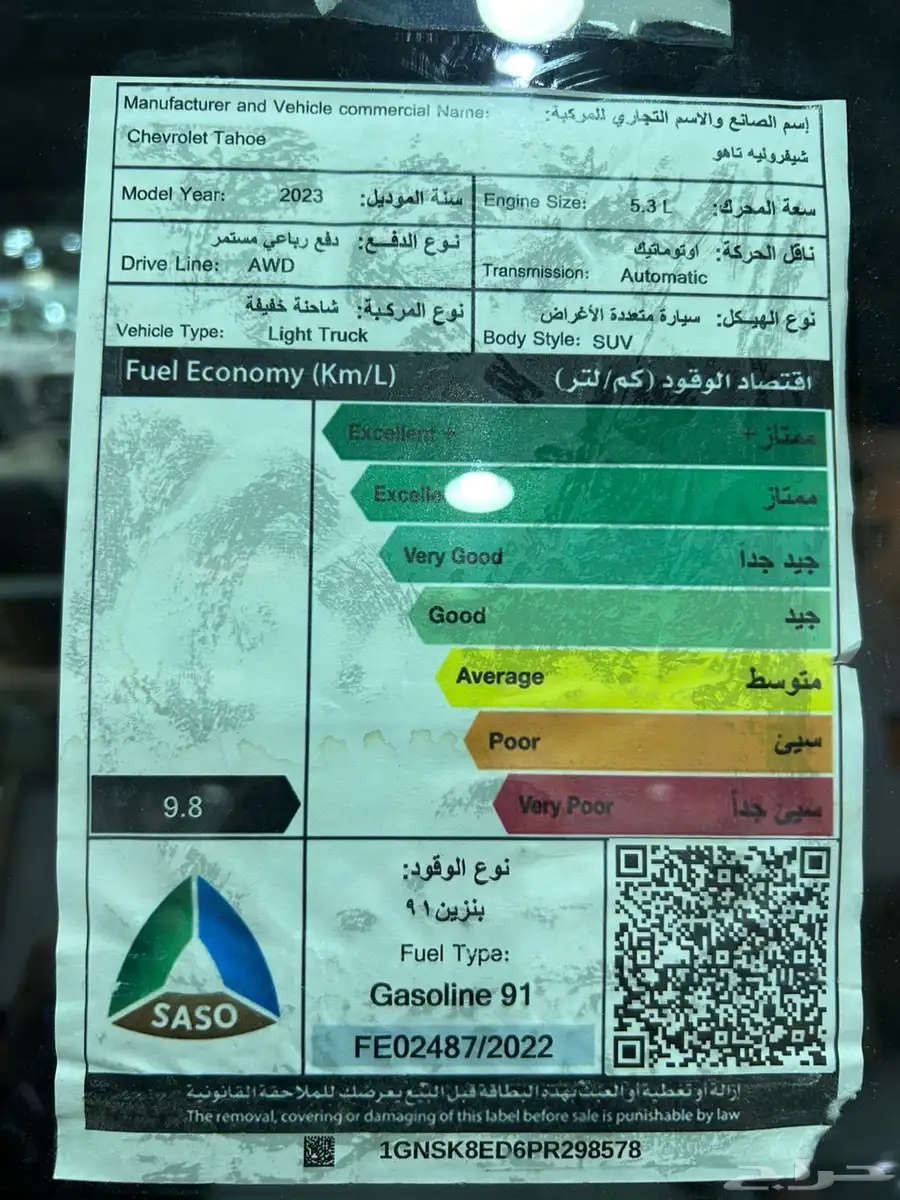 Manufacturer and Vehicle commercial Name: إسم الصانع والاسم التجاري للمركبة:
Chevrolet Tahoe شيفروليه تاهو
Model Year: 2023 سنة الموديل:
Engine Size: 5.3 L سعة المحرك:
نوع الدفع: دفع رباعي مستمر
Drive Line: AWD
ناقل الحركة: اوتوماتيك
Transmission: Automatic
نوع المركبة: شاحنة خفيفة
Vehicle Type: Light Truck
نوع الهيكل: سيارة متعددة الأغراض
Body Style: SUV
Fuel Economy (Km/L) اقتصاد الوقود (كم/لتر)
Excellent + ممتاز +
Excelle ممتاز
Very Good جيد جداً
Good جيد
Average متوسط
Poor سيئ
9.8 Very Poor سيئ جداً
نوع الوقود:
بنزين ٩١
Fuel Type:
Gasoline 91
SASO
FE02487/2022
إزالة أو تغطية أو العبث بهذه البطاقة قبل البيع يعرضك للملاحقة القانونية
The removal, covering or damaging of this label before sale is punishable by law
1GNSK8ED6PR298578
حراج